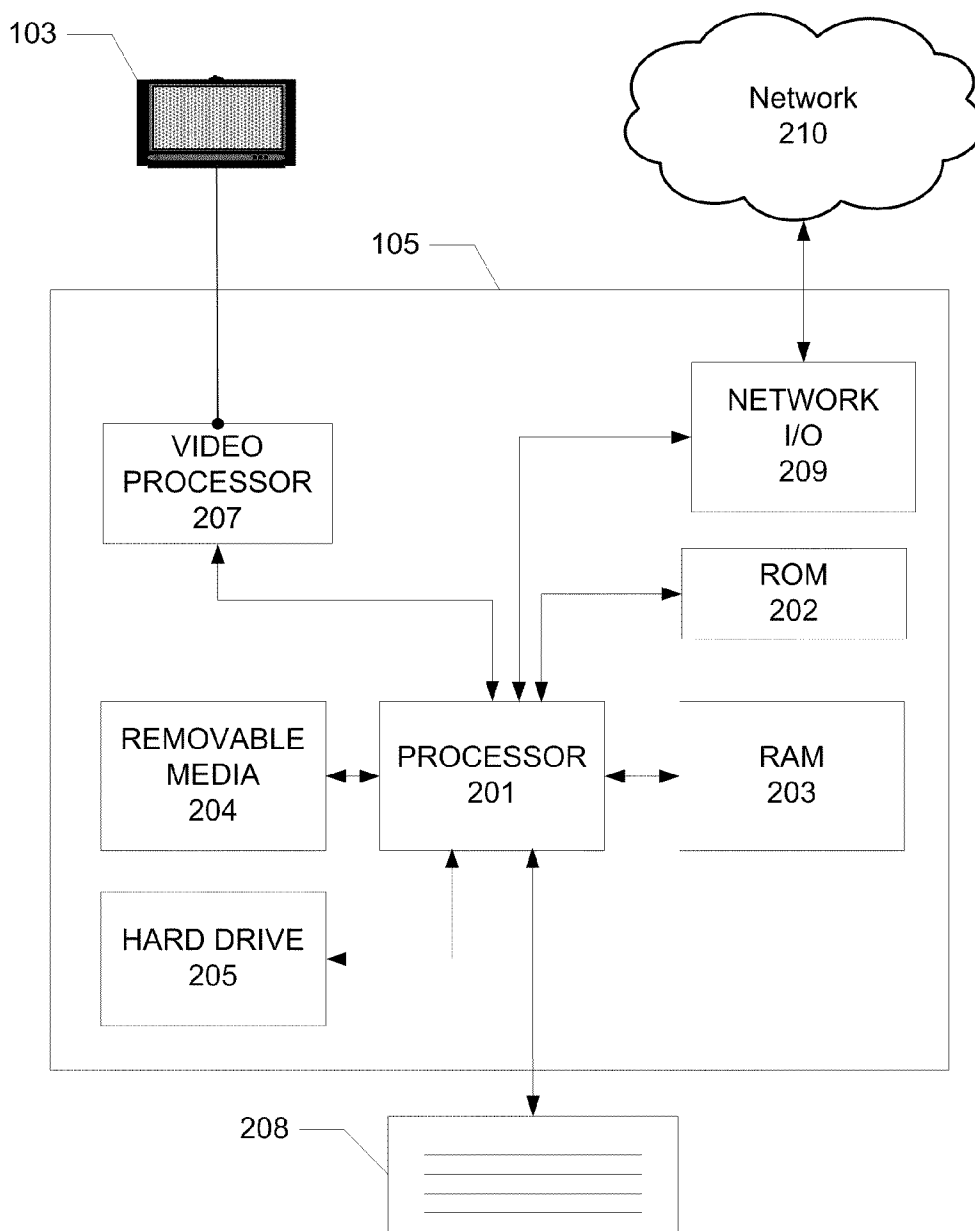 103
Network
210
105
VIDEO
PROCESSOR
207
NETWORK
I/O
209
ROM
202
REMOVABLE
MEDIA
204
PROCESSOR
201
RAM
203
HARD DRIVE
205
208